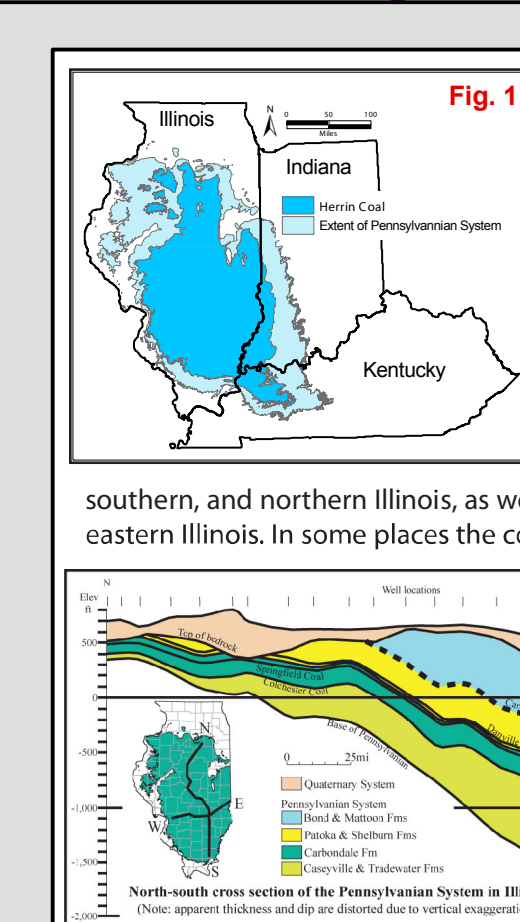 Fig. 1
N
0 50 100
Miles
Illinois
Indiana
Herrin Coal
Extent of Pennsylvannian System
Kentucky
southern, and northern Illinois, as we
eastern Illinois. In some places the co
N
Well locations
Elev
ft
Top of bedrock
500
Springfield Coal
Colchester Coal
0
Car
Base of Pennsylvanian
Danville
-500
N
0 25mi
Quaternary System
Pennsylvanian System
-1,000
E
Bond & Mattoon Fms
W
Patoka & Shelburn Fms
Carbondale Fm
-1,500
S
Caseyville & Tradewater Fms
North-south cross section of the Pennsylvanian System in Illi
(Note: apparent thickness and dip are distorted due to vertical exaggerati
-2,000